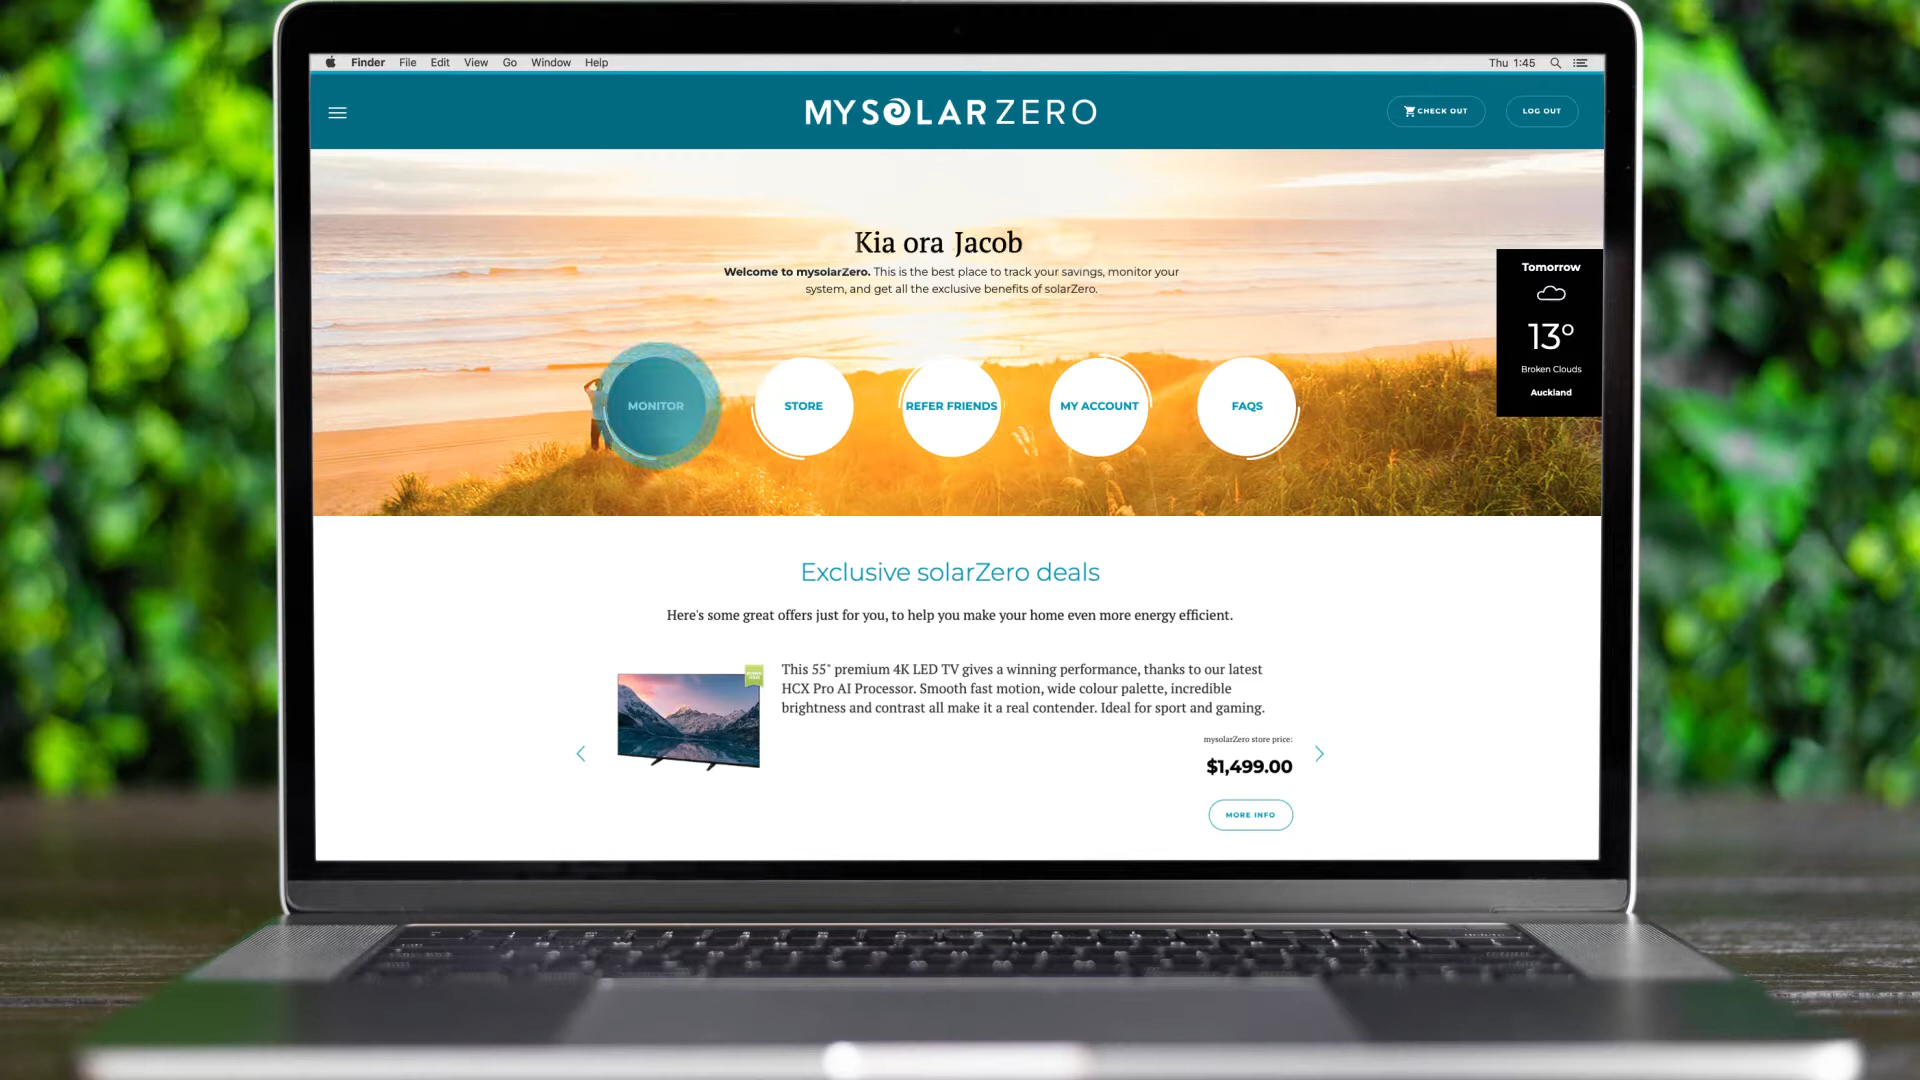 Finder File Edit View Go Window Help Thu 1:45
MYSOLARZERO
CHECK OUT
LOG OUT
Kia ora Jacob
Welcome to mysolarZero. This is the best place to track your savings, monitor your
system, and get all the exclusive benefits of solarZero.
Tomorrow
13°
Broken Clouds
Auckland
MONITOR
STORE
REFER FRIENDS
MY ACCOUNT
FAQS
Exclusive solarZero deals
Here's some great offers just for you, to help you make your home even more energy efficient.
This 55" premium 4K LED TV gives a winning performance, thanks to our latest
HCX Pro AI Processor. Smooth fast motion, wide colour palette, incredible
brightness and contrast all make it a real contender. Ideal for sport and gaming.
mysolarZero store price:
$1,499.00
MORE INFO